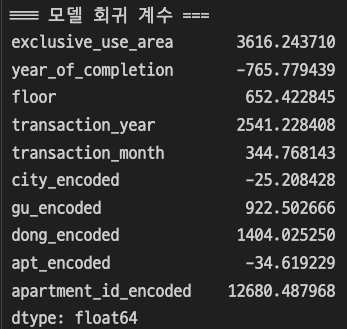 === 모델 회귀 계수 ===
exclusive_use_area 3616.243710
year_of_completion -765.779439
floor 652.422845
transaction_year 2541.228408
transaction_month 344.768143
city_encoded -25.208428
gu_encoded 922.502666
dong_encoded 1404.025250
apt_encoded -34.619229
apartment_id_encoded 12680.487968
dtype: float64